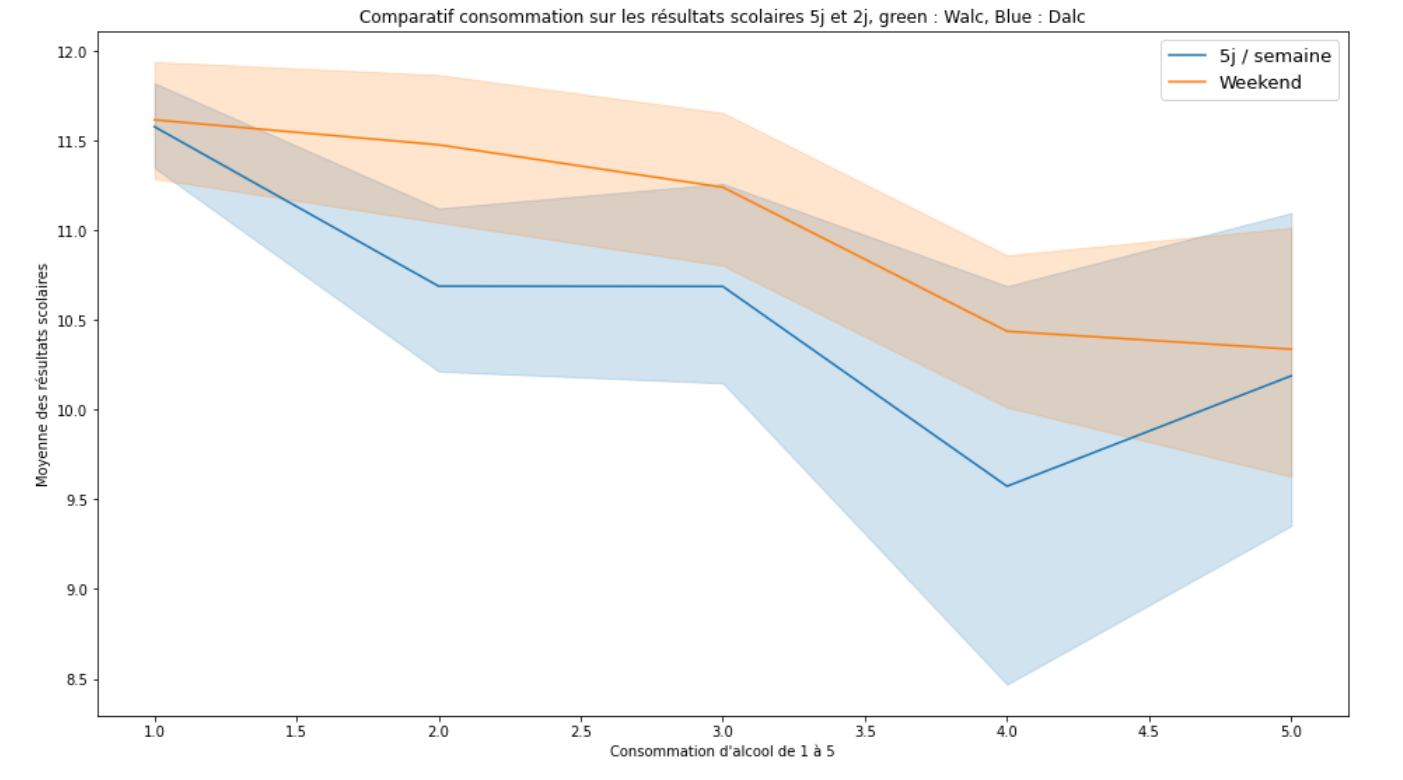 Comparatif consommation sur les résultats scolaires 5j et 2j, green : Walc, Blue : Dalc
5j / semaine
Weekend
12.0
11.5
11.0
10.5
10.0
9.5
9.0
8.5
Moyenne des résultats scolaires
1.0 1.5 2.0 2.5 3.0 3.5 4.0 4.5 5.0
Consommation d'alcool de 1 à 5